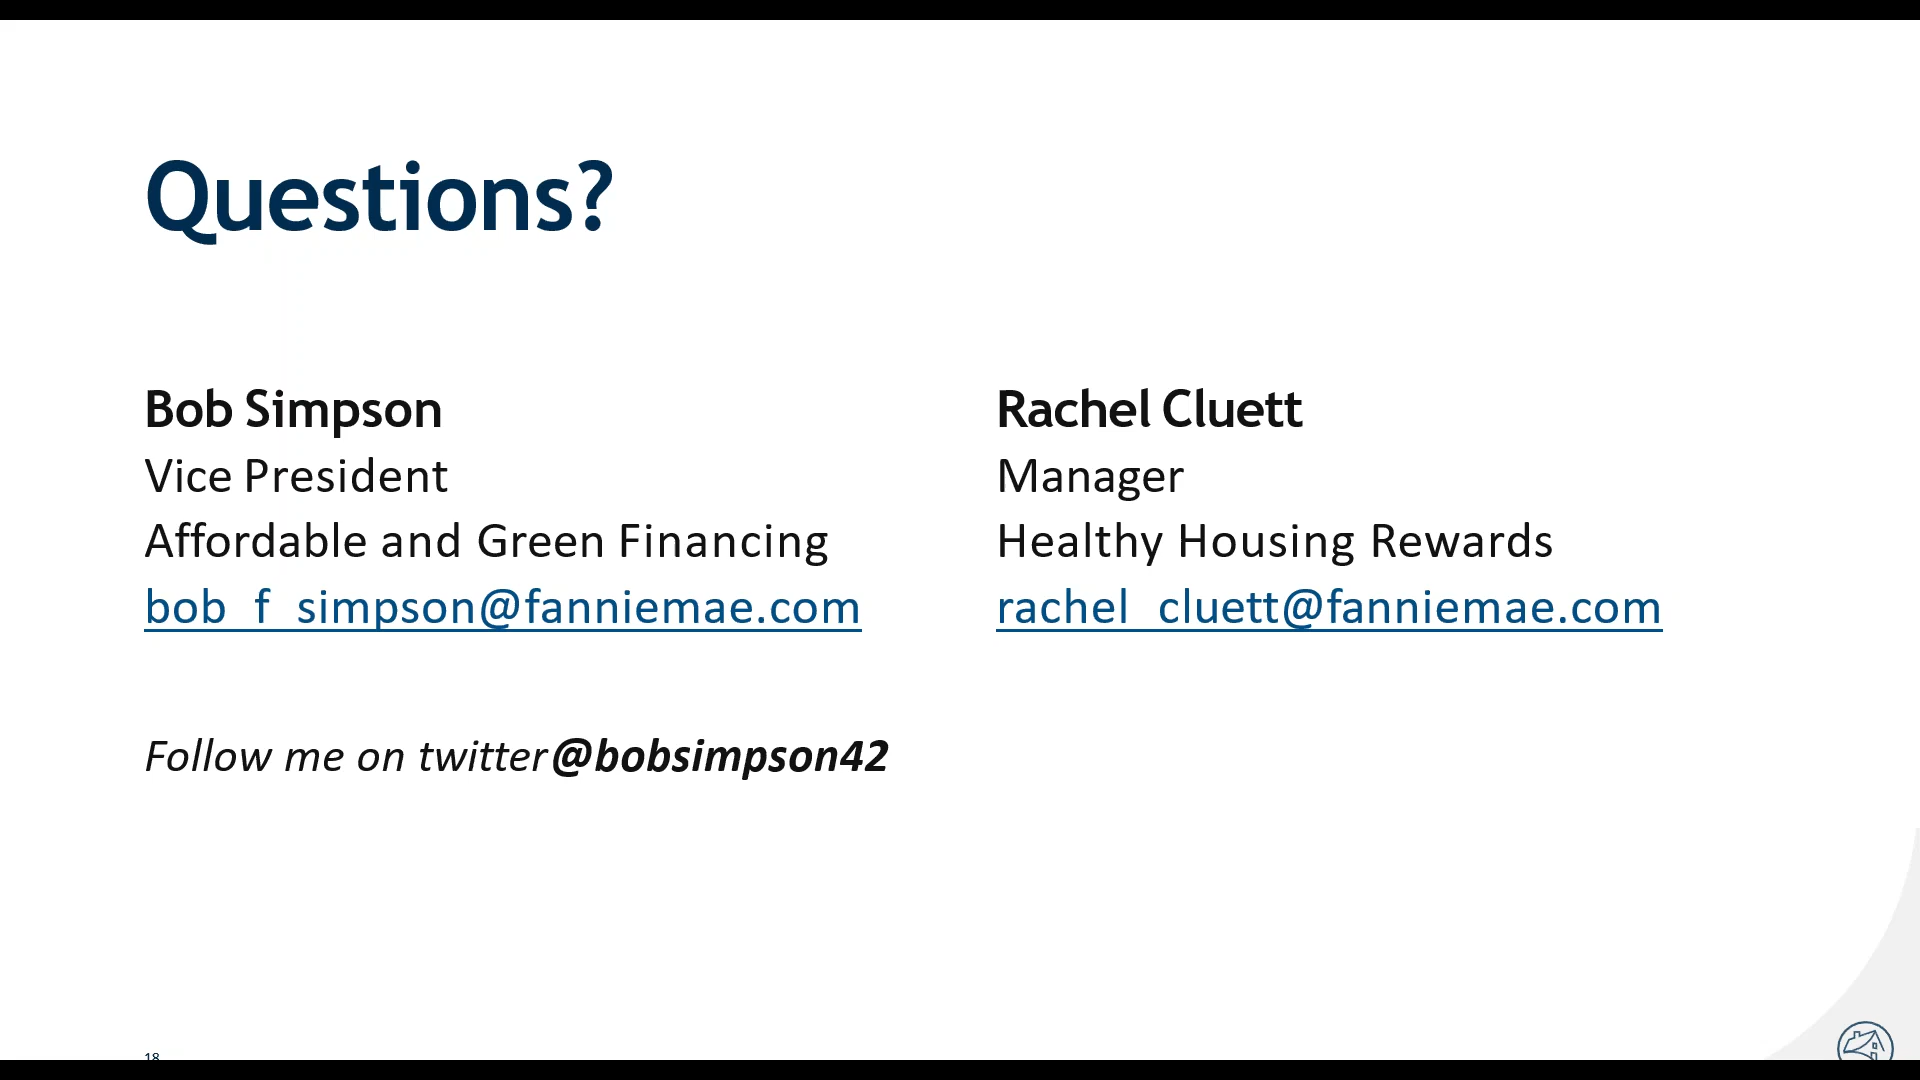 Questions?
Bob Simpson
Vice President
Affordable and Green Financing
bob_f_simpson@fanniemae.com
Follow me on twitter@bobsimpson42
Rachel Cluett
Manager
Healthy Housing Rewards
rachel_cluett@fanniemae.com
18